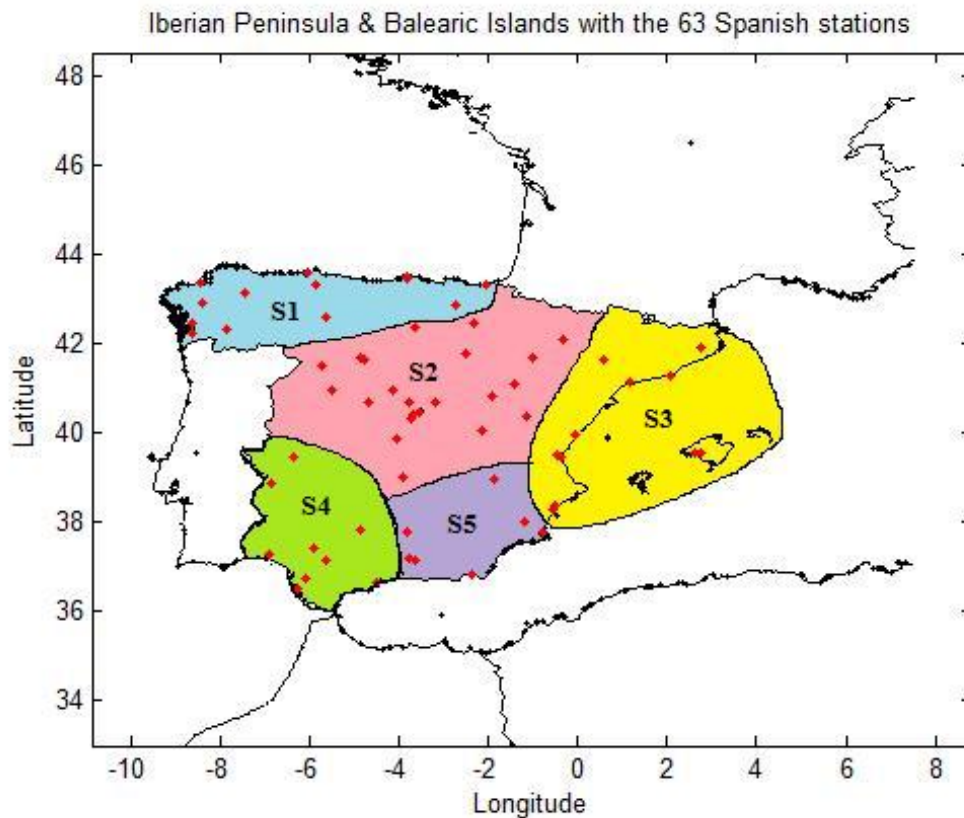 Iberian Peninsula & Balearic Islands with the 63 Spanish stations
48
46
44
42
40
38
36
34
Latitude
S1
S2
S3
S4
S5
-10 -8 -6 -4 -2 0 2 4 6 8
Longitude